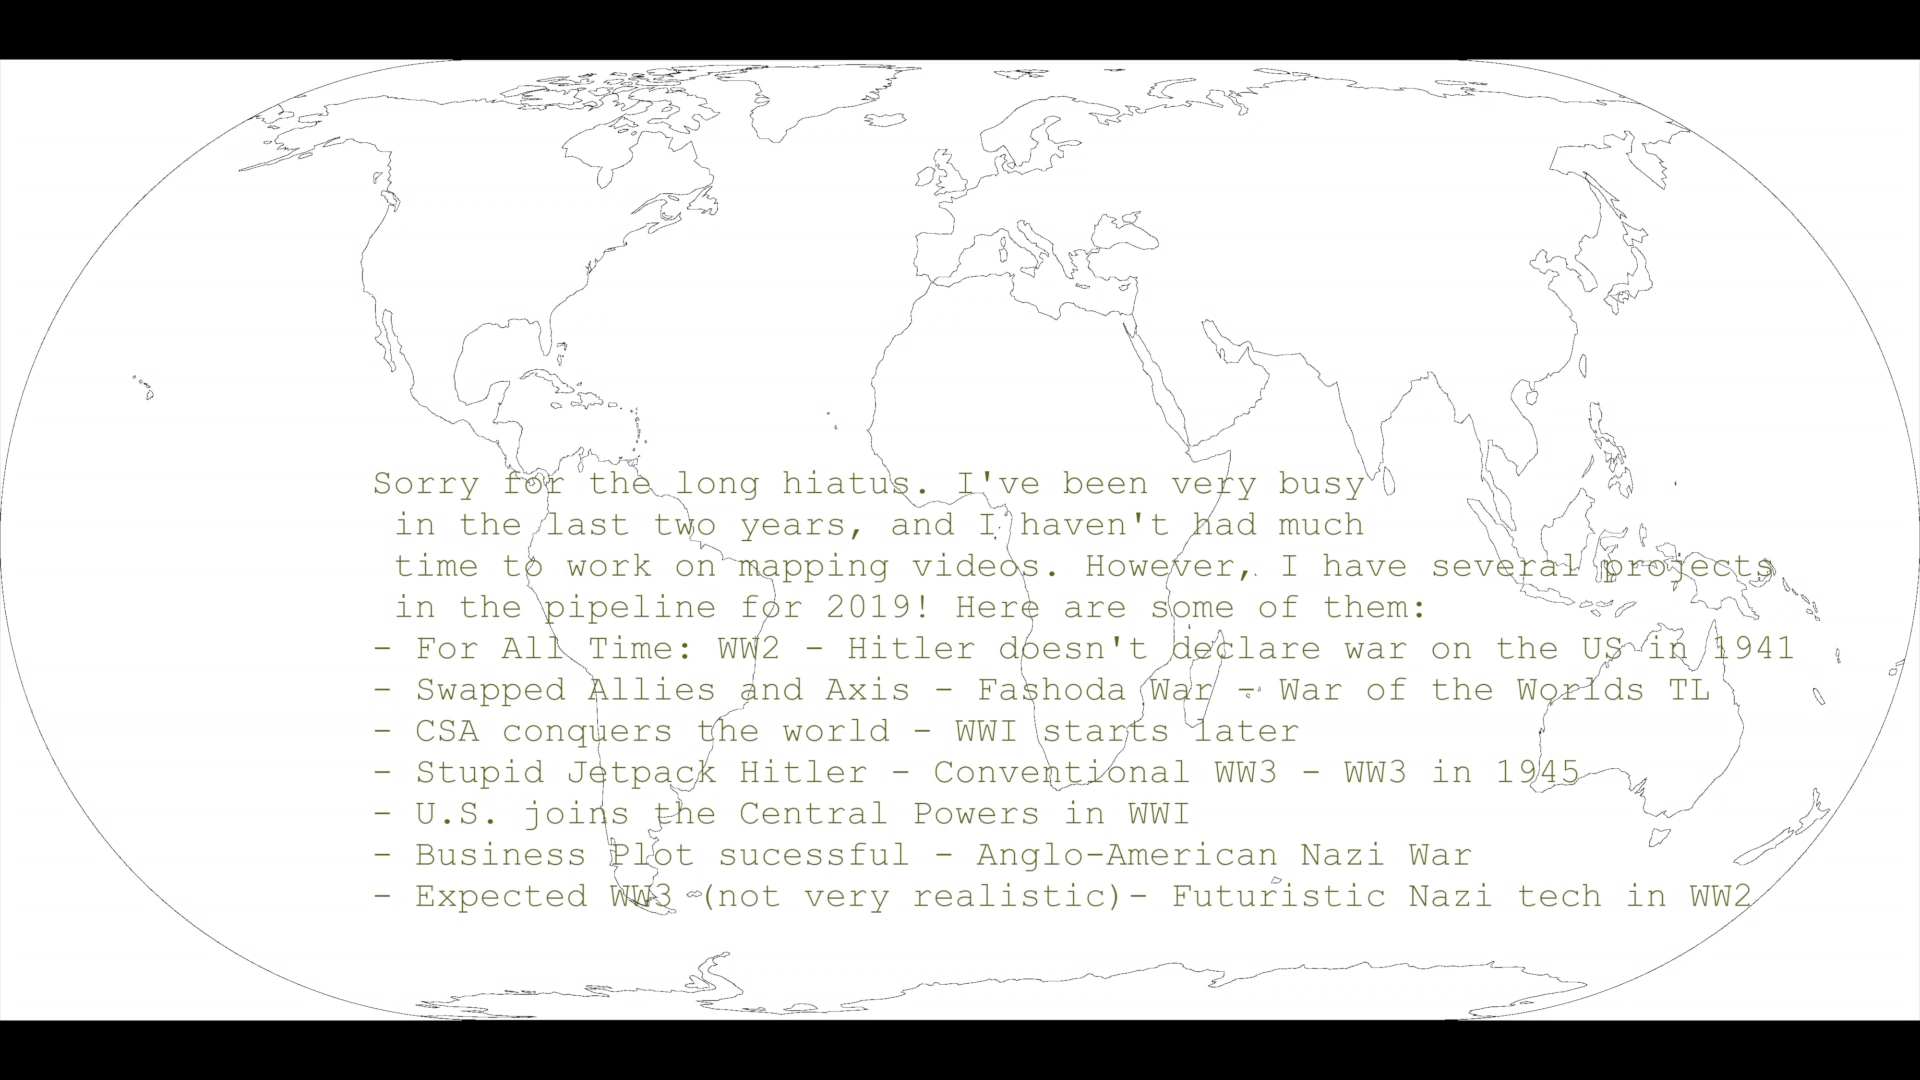 Sorry for the long hiatus. I've been very busy
in the last two years, and I haven't had much
time to work on mapping videos. However, I have several projects
in the pipeline for 2019! Here are some of them:
- For All Time: WW2 - Hitler doesn't declare war on the US in 1941
- Swapped Allies and Axis - Fashoda War - War of the Worlds TL
- CSA conquers the world - WWI starts later
- Stupid Jetpack Hitler - Conventional WW3 - WW3 in 1945
- U.S. joins the Central Powers in WWI
- Business Plot sucessful - Anglo-American Nazi War
- Expected WW3 (not very realistic)- Futuristic Nazi tech in WW2